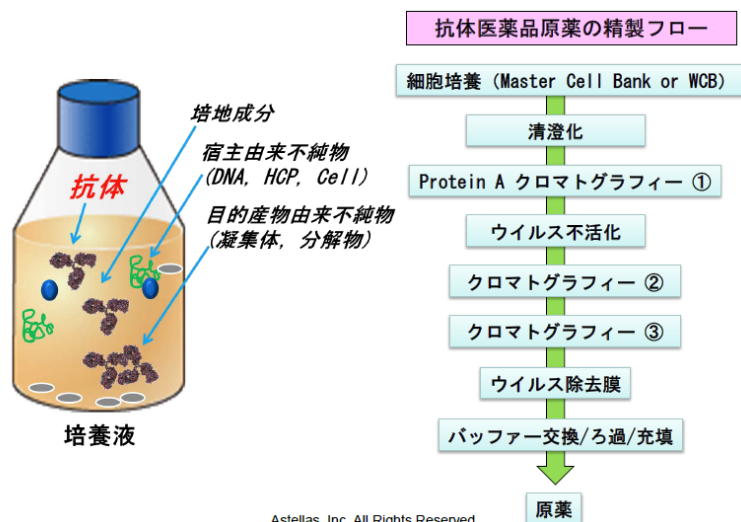 抗体医薬品原薬の精製フロー
培地成分
宿主由来不純物
(DNA, HCP, Cell)
抗体
目的産物由来不純物
(凝集体, 分解物)
培養液
細胞培養 (Master Cell Bank or WCB)
清澄化
Protein A クロマトグラフィー ①
ウイルス不活化
クロマトグラフィー ②
クロマトグラフィー ③
ウイルス除去膜
バッファー交換/ろ過/充填
原薬
Astellas, Inc. All Rights Reserved